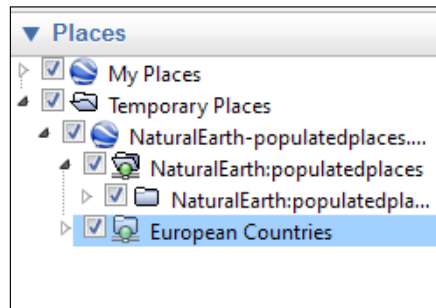 Places
My Places
Temporary Places
NaturalEarth-populatedplaces....
NaturalEarth:populatedplaces
NaturalEarth:populatedpla...
European Countries